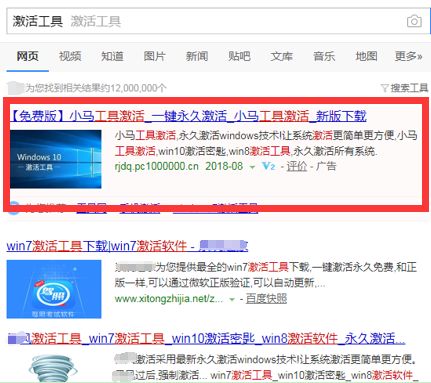 激活工具 激活工具
网页 视频 知道 图片 新闻 贴吧 文库 音乐 地图 更多»
为您找到相关结果约12,000,000个 搜索工具
【免费版】小马工具激活_一键永久激活_小马工具激活_新版下载
Windows 10
激活工具
小马工具激活,永久激活windows技术!让系统激活更简单更方便,小马
工具激活,win10激活密匙,win8激活工具,永久激活所有系统.
rjdq.pc1000000.cn 2018-08 V2 - 评价 - 广告
win7激活工具下载|win7激活软件 -
为您提供最全的win7激活工具下载,一键激活永久免费,和正
版一样,可以通过微软正版验证,可以自动更新,...
www.xitongzhijia.net/z... - 百度快照
风激活工具_win7激活工具_win10激活密匙_win8激活软件_永久激活...
激活采用最新永久激活windows技术!让系统激活更简单更方便.
过后,强制激活... win7激活工具_win10激活密匙_win8激活软件_